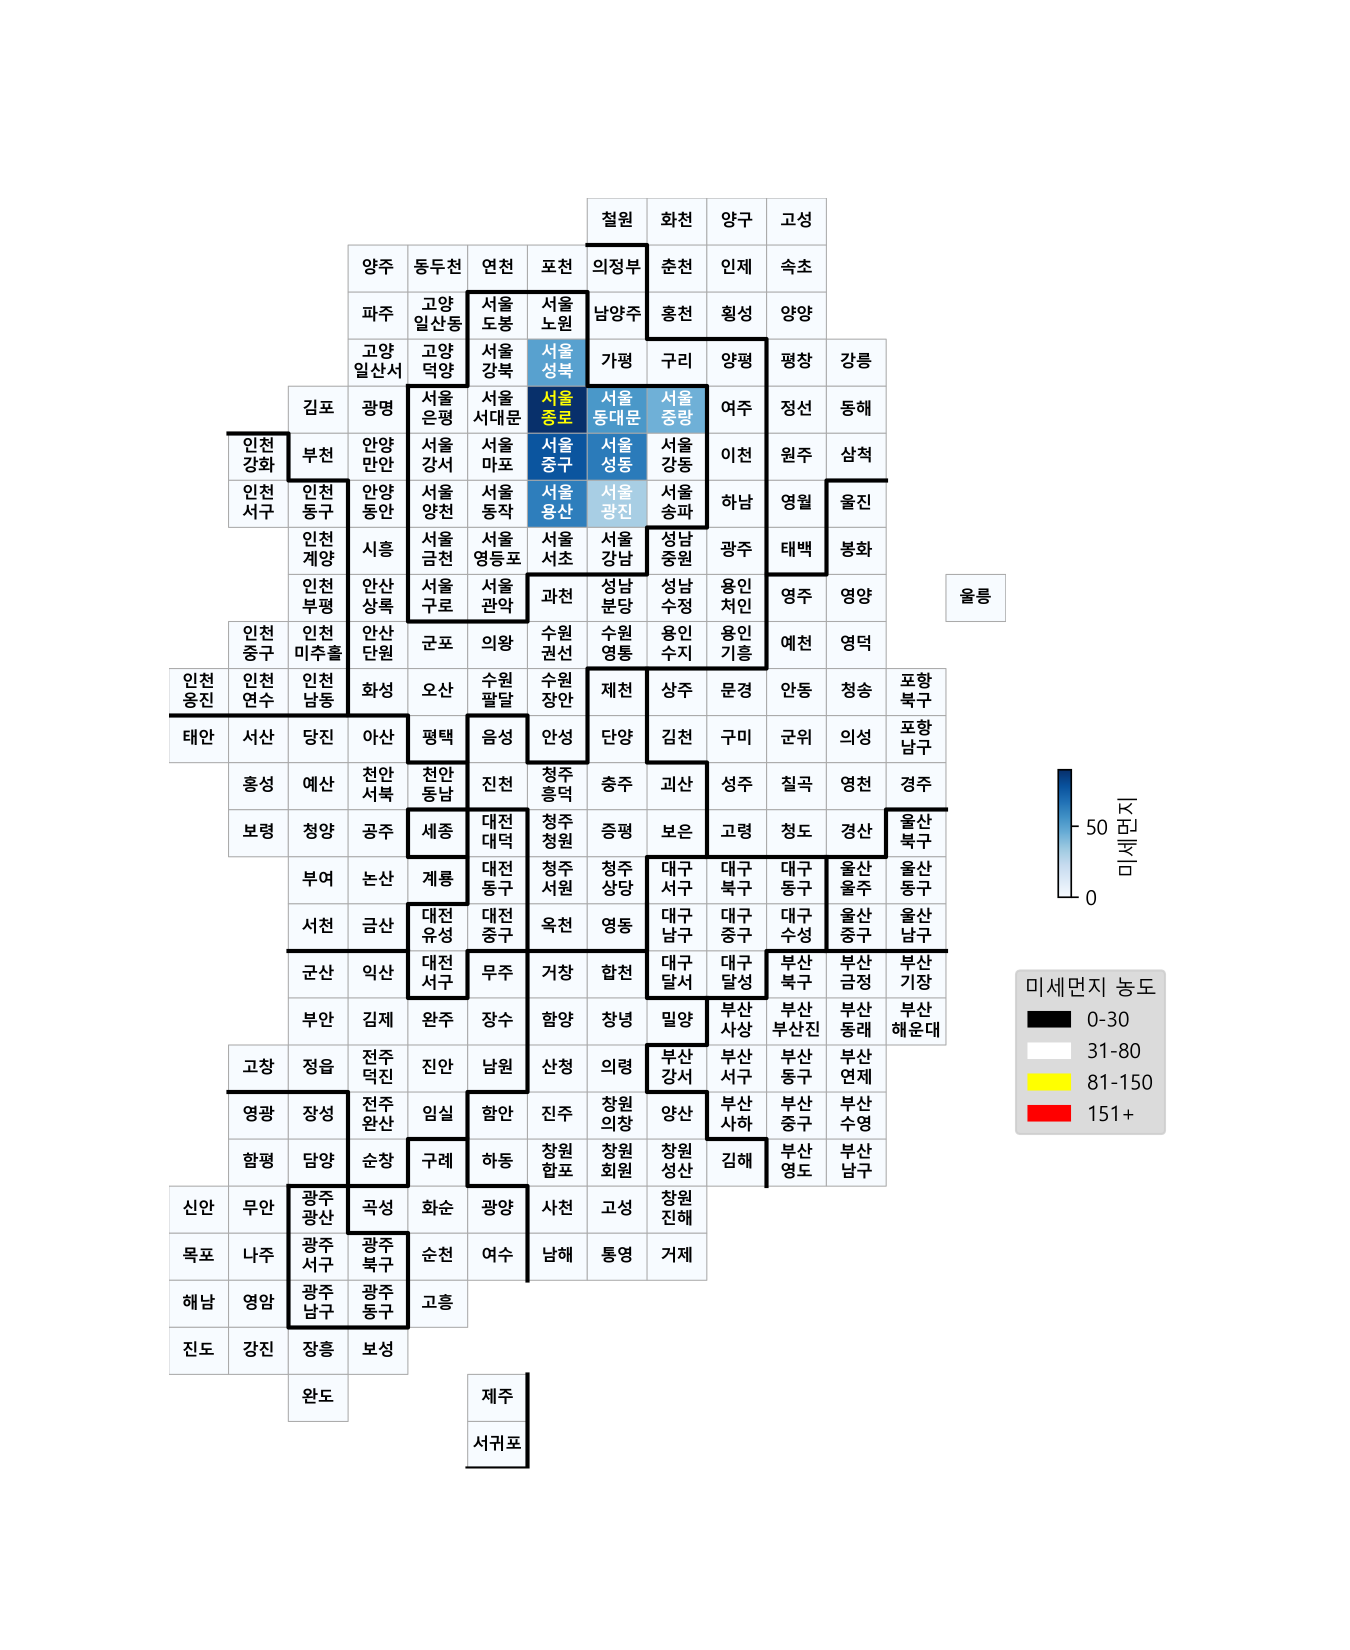 철원 화천 양구 고성
양주 동두천 연천 포천 의정부 춘천 인제 속초
파주 고양 일산동 서울 도봉 서울 노원 남양주 홍천 횡성 양양
고양 일산서 고양 덕양 서울 강북 서울 성북 가평 구리 양평 평창 강릉
김포 광명 서울 은평 서울 서대문 서울 종로 서울 동대문 서울 중랑 여주 정선 동해
인천 강화 부천 안양 만안 서울 강서 서울 마포 서울 중구 서울 성동 서울 강동 이천 원주 삼척
인천 서구 인천 동구 안양 동안 서울 양천 서울 동작 서울 용산 서울 광진 서울 송파 하남 영월 울진
인천 계양 시흥 서울 금천 서울 영등포 서울 서초 서울 강남 성남 중원 광주 태백 봉화
인천 부평 안산 상록 서울 구로 서울 관악 과천 성남 분당 성남 수정 용인 처인 영주 영양 울릉
인천 중구 인천 미추홀 안산 단원 군포 의왕 수원 권선 수원 영통 용인 수지 용인 기흥 예천 영덕
인천 옹진 인천 연수 인천 남동 화성 오산 수원 팔달 수원 장안 제천 상주 문경 안동 청송 포항 북구
태안 서산 당진 아산 평택 음성 안성 단양 김천 구미 군위 의성 포항 남구
홍성 예산 천안 서북 천안 동남 진천 청주 흥덕 충주 괴산 성주 칠곡 영천 경주
보령 청양 공주 세종 대전 대덕 청주 청원 증평 보은 고령 청도 경산 울산 북구
부여 논산 계룡 대전 동구 청주 서원 청주 상당 대구 서구 대구 북구 대구 동구 울산 울주 울산 동구
서천 금산 대전 유성 대전 중구 옥천 영동 대구 남구 대구 중구 대구 수성 울산 중구 울산 남구
군산 익산 대전 서구 무주 거창 합천 대구 달서 대구 달성 부산 북구 부산 금정 부산 기장
부안 김제 완주 장수 함양 창녕 밀양 부산 사상 부산 부산진 부산 동래 부산 해운대
고창 정읍 전주 덕진 진안 남원 산청 의령 부산 강서 부산 서구 부산 동구 부산 연제
영광 장성 전주 완산 임실 함안 진주 창원 의창 양산 부산 사하 부산 중구 부산 수영
함평 담양 순창 구례 하동 창원 합포 창원 회원 창원 성산 김해 부산 영도 부산 남구
신안 무안 광주 광산 곡성 화순 광양 사천 고성 창원 진해
목포 나주 광주 서구 광주 북구 순천 여수 남해 통영 거제
해남 영암 광주 남구 광주 동구 고흥
진도 강진 장흥 보성
완도 제주
서귀포
50
0
미세먼지
미세먼지 농도
0-30
31-80
81-150
151+